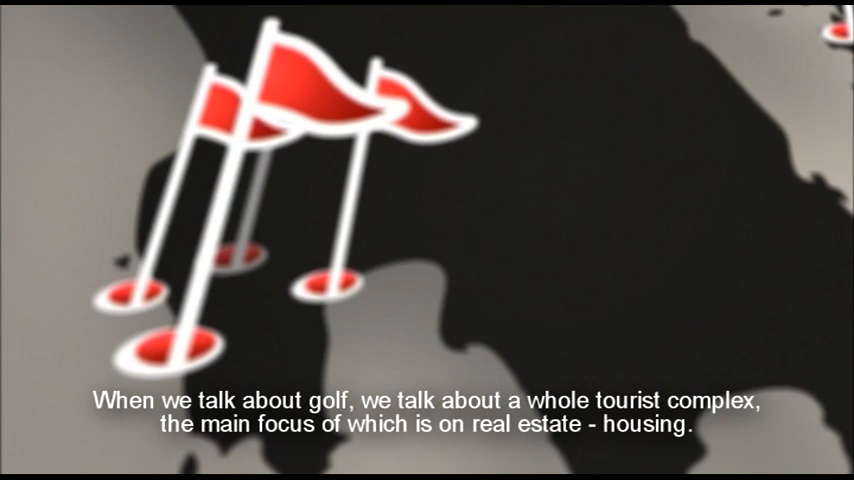 When we talk about golf, we talk about a whole tourist complex,
the main focus of which is on real estate - housing.